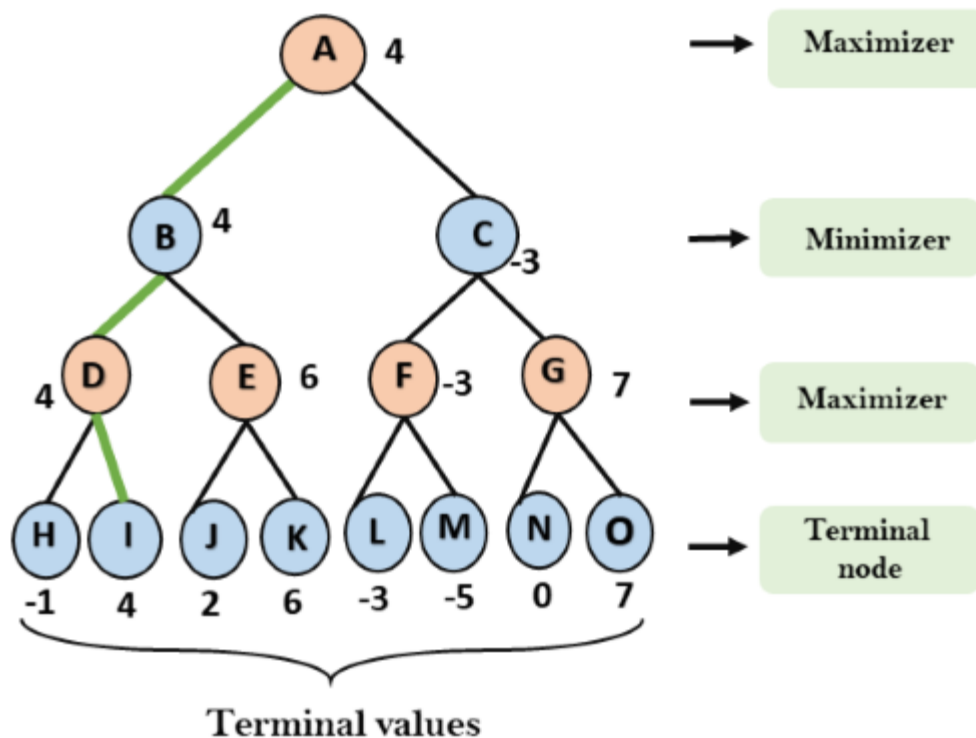 A 4 Maximizer
B 4 C -3 Minimizer
D 4 E 6 F -3 G 7 Maximizer
H I J K L M N O Terminal
node
-1 4 2 6 -3 -5 0 7
Terminal values